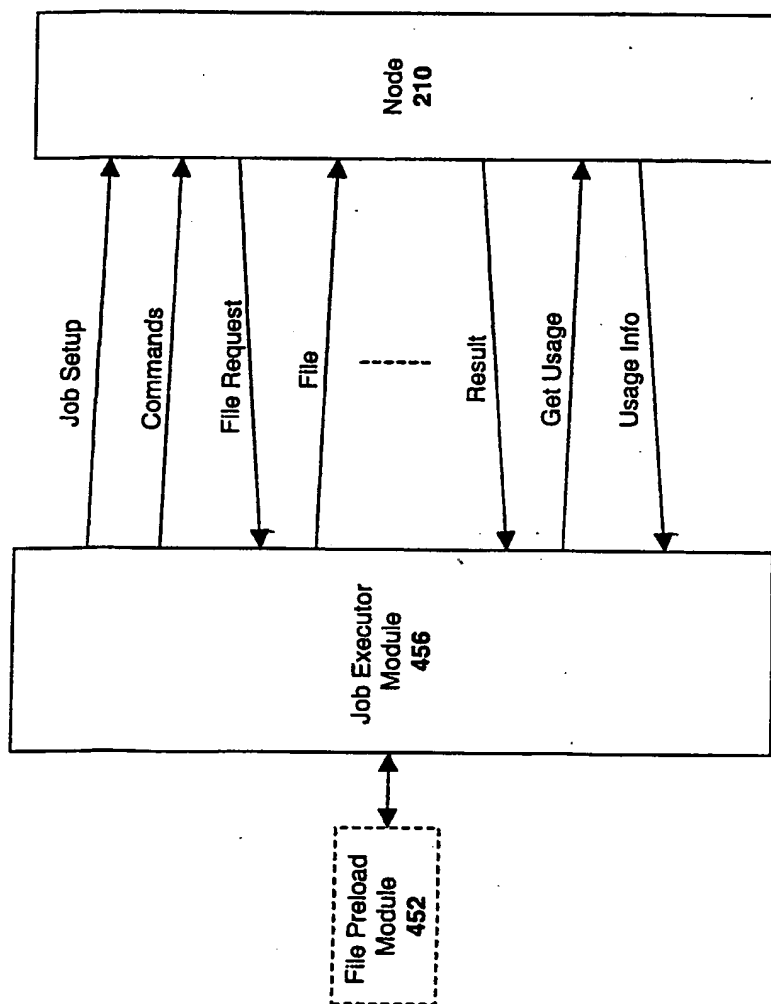 File Preload
Module
452
Job Executor
Module
456
Job Setup
Commands
File Request
File
Result
Get Usage
Usage Info
Node
210